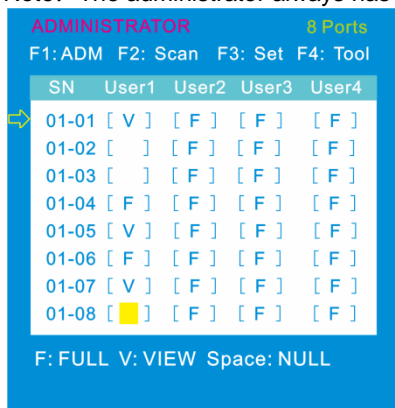 Note: The administrator always has
ADMINISTRATOR 8 Ports
F1: ADM F2: Scan F3: Set F4: Tool
SN User1 User2 User3 User4
01-01 [ V ] [ F ] [ F ] [ F ]
01-02 [ ] [ F ] [ F ] [ F ]
01-03 [ ] [ F ] [ F ] [ F ]
01-04 [ F ] [ F ] [ F ] [ F ]
01-05 [ V ] [ F ] [ F ] [ F ]
01-06 [ F ] [ F ] [ F ] [ F ]
01-07 [ V ] [ F ] [ F ] [ F ]
01-08 [ ] [ F ] [ F ] [ F ]
F: FULL V: VIEW Space: NULL